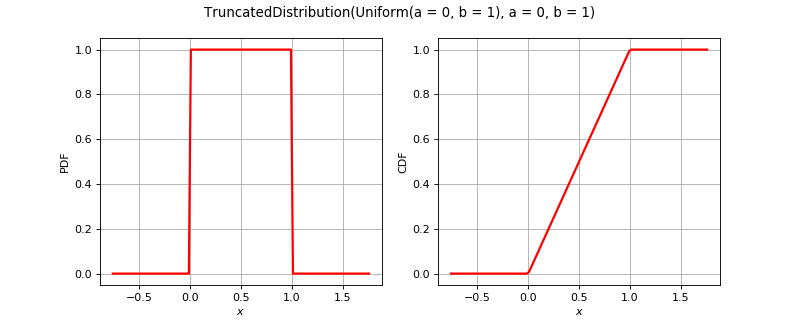 TruncatedDistribution(Uniform(a = 0, b = 1), a = 0, b = 1)
PDF
1.0
0.8
0.6
0.4
0.2
0.0
−0.5 0.0 0.5 1.0 1.5
x
CDF
1.0
0.8
0.6
0.4
0.2
0.0
−0.5 0.0 0.5 1.0 1.5
x